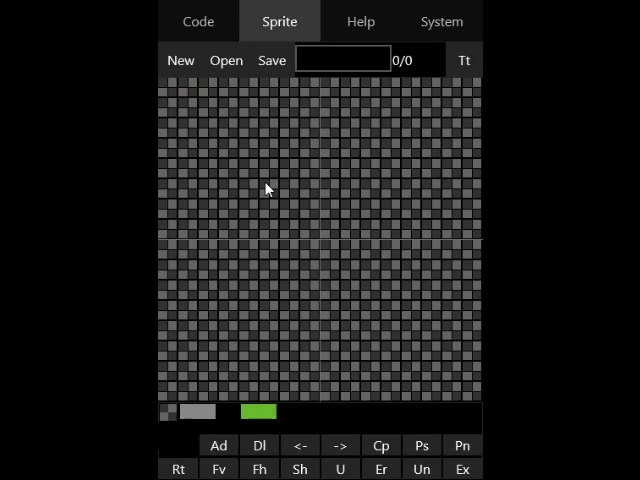 Code Sprite Help System
New Open Save 0/0 Tt
Ad Dl <- -> Cp Ps Pn
Rt Fv Fh Sh U Er Un Ex